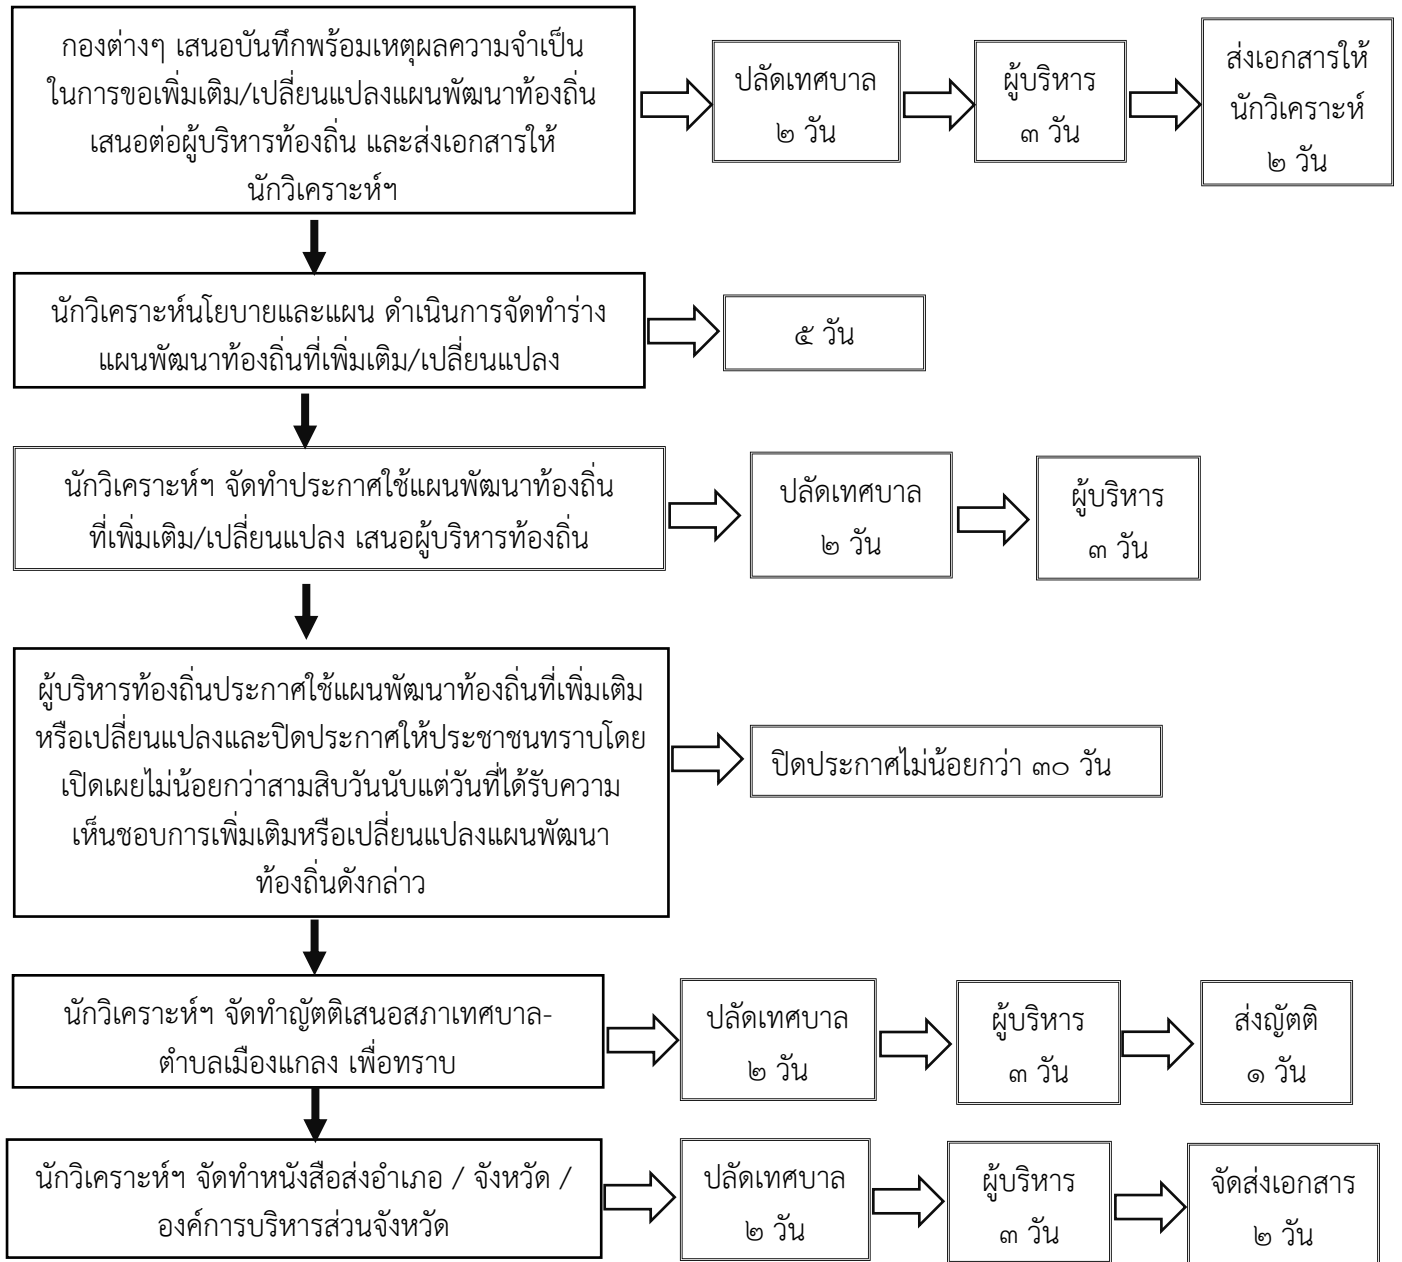 กองต่างๆ เสนอบันทึกพร้อมเหตุผลความจำเป็น
ในการขอเพิ่มเติม/เปลี่ยนแปลงแผนพัฒนาท้องถิ่น
เสนอต่อผู้บริหารท้องถิ่น และส่งเอกสารให้
นักวิเคราะห์ฯ
ปลัดเทศบาล
๒ วัน
ผู้บริหาร
๓ วัน
ส่งเอกสารให้
นักวิเคราะห์
๒ วัน
นักวิเคราะห์นโยบายและแผน ดำเนินการจัดทำร่าง
แผนพัฒนาท้องถิ่นที่เพิ่มเติม/เปลี่ยนแปลง
๕ วัน
นักวิเคราะห์ฯ จัดทำประกาศใช้แผนพัฒนาท้องถิ่น
ที่เพิ่มเติม/เปลี่ยนแปลง เสนอผู้บริหารท้องถิ่น
ปลัดเทศบาล
๒ วัน
ผู้บริหาร
๓ วัน
ผู้บริหารท้องถิ่นประกาศใช้แผนพัฒนาท้องถิ่นที่เพิ่มเติม
หรือเปลี่ยนแปลงและปิดประกาศให้ประชาชนทราบโดย
เปิดเผยไม่น้อยกว่าสามสิบวันนับแต่วันที่ได้รับความ
เห็นชอบการเพิ่มเติมหรือเปลี่ยนแปลงแผนพัฒนา
ท้องถิ่นดังกล่าว
ปิดประกาศไม่น้อยกว่า ๓๐ วัน
นักวิเคราะห์ฯ จัดทำญัตติเสนอสภาเทศบาล-
ตำบลเมืองแกลง เพื่อทราบ
ปลัดเทศบาล
๒ วัน
ผู้บริหาร
๓ วัน
ส่งญัตติ
๑ วัน
นักวิเคราะห์ฯ จัดทำหนังสือส่งอำเภอ / จังหวัด /
องค์การบริหารส่วนจังหวัด
ปลัดเทศบาล
๒ วัน
ผู้บริหาร
๓ วัน
จัดส่งเอกสาร
๒ วัน